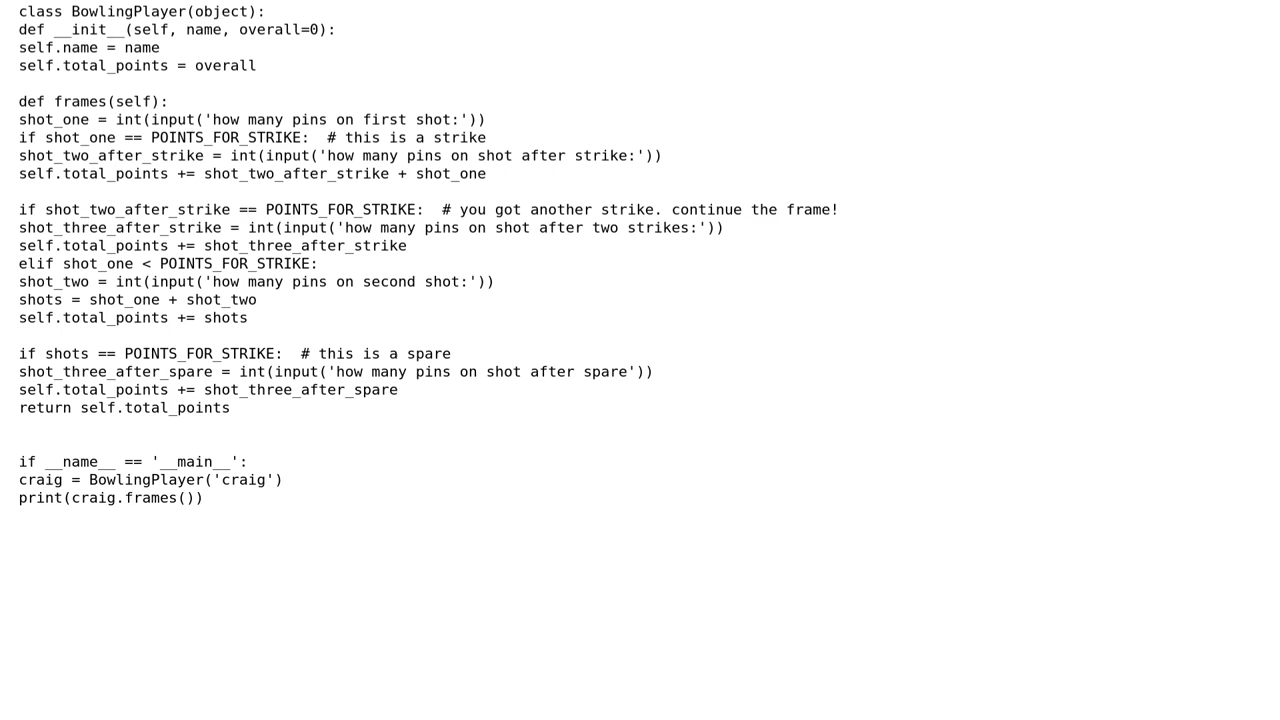 class BowlingPlayer(object):
def __init__(self, name, overall=0):
self.name = name
self.total_points = overall

def frames(self):
shot_one = int(input('how many pins on first shot:'))
if shot_one == POINTS_FOR_STRIKE:  # this is a strike
shot_two_after_strike = int(input('how many pins on shot after strike:'))
self.total_points += shot_two_after_strike + shot_one

if shot_two_after_strike == POINTS_FOR_STRIKE:  # you got another strike. continue the frame!
shot_three_after_strike = int(input('how many pins on shot after two strikes:'))
self.total_points += shot_three_after_strike
elif shot_one < POINTS_FOR_STRIKE:
shot_two = int(input('how many pins on second shot:'))
shots = shot_one + shot_two
self.total_points += shots

if shots == POINTS_FOR_STRIKE:  # this is a spare
shot_three_after_spare = int(input('how many pins on shot after spare'))
self.total_points += shot_three_after_spare
return self.total_points


if __name__ == '__main__':
craig = BowlingPlayer('craig')
print(craig.frames())